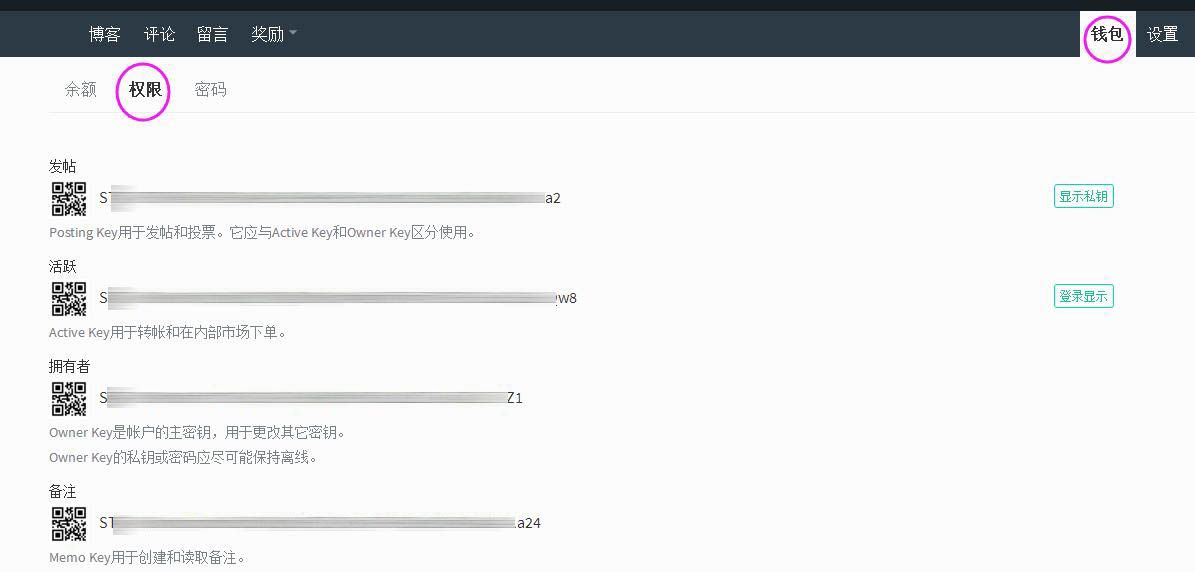 博客 评论 留言 奖励 钱包 设置
余额 权限 密码
发帖
ST a2 显示私钥
Posting Key用于发帖和投票。它应与Active Key和Owner Key区分使用。
活跃
S w8 登录显示
Active Key用于转帐和在内部市场下单。
拥有者
S Z1
Owner Key是帐户的主密钥，用于更改其它密钥。
Owner Key的私钥或密码应尽可能保持离线。
备注
ST a24
Memo Key用于创建和读取备注。